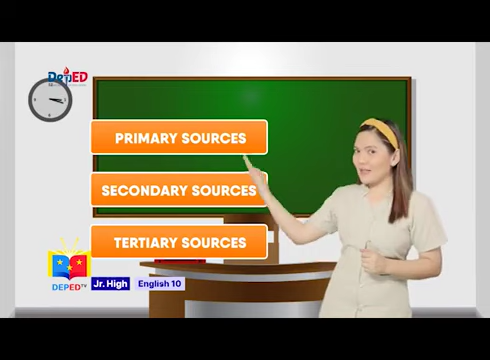 DepED
PRIMARY SOURCES
SECONDARY SOURCES
TERTIARY SOURCES
DEPED TV
Jr. High
English 10